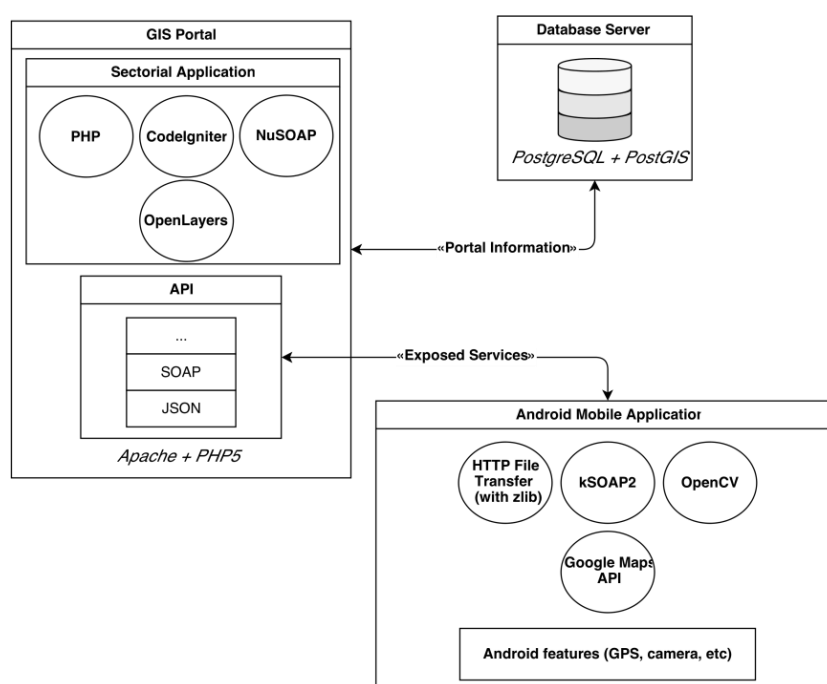 GIS Portal
Sectorial Application
PHP
CodeIgniter
NuSOAP
OpenLayers
API
...
SOAP
JSON
Apache + PHP5
Database Server
PostgreSQL + PostGIS
«Portal Information»
«Exposed Services»
Android Mobile Application
HTTP File
Transfer
(with zlib)
kSOAP2
OpenCV
Google Maps
API
Android features (GPS, camera, etc)